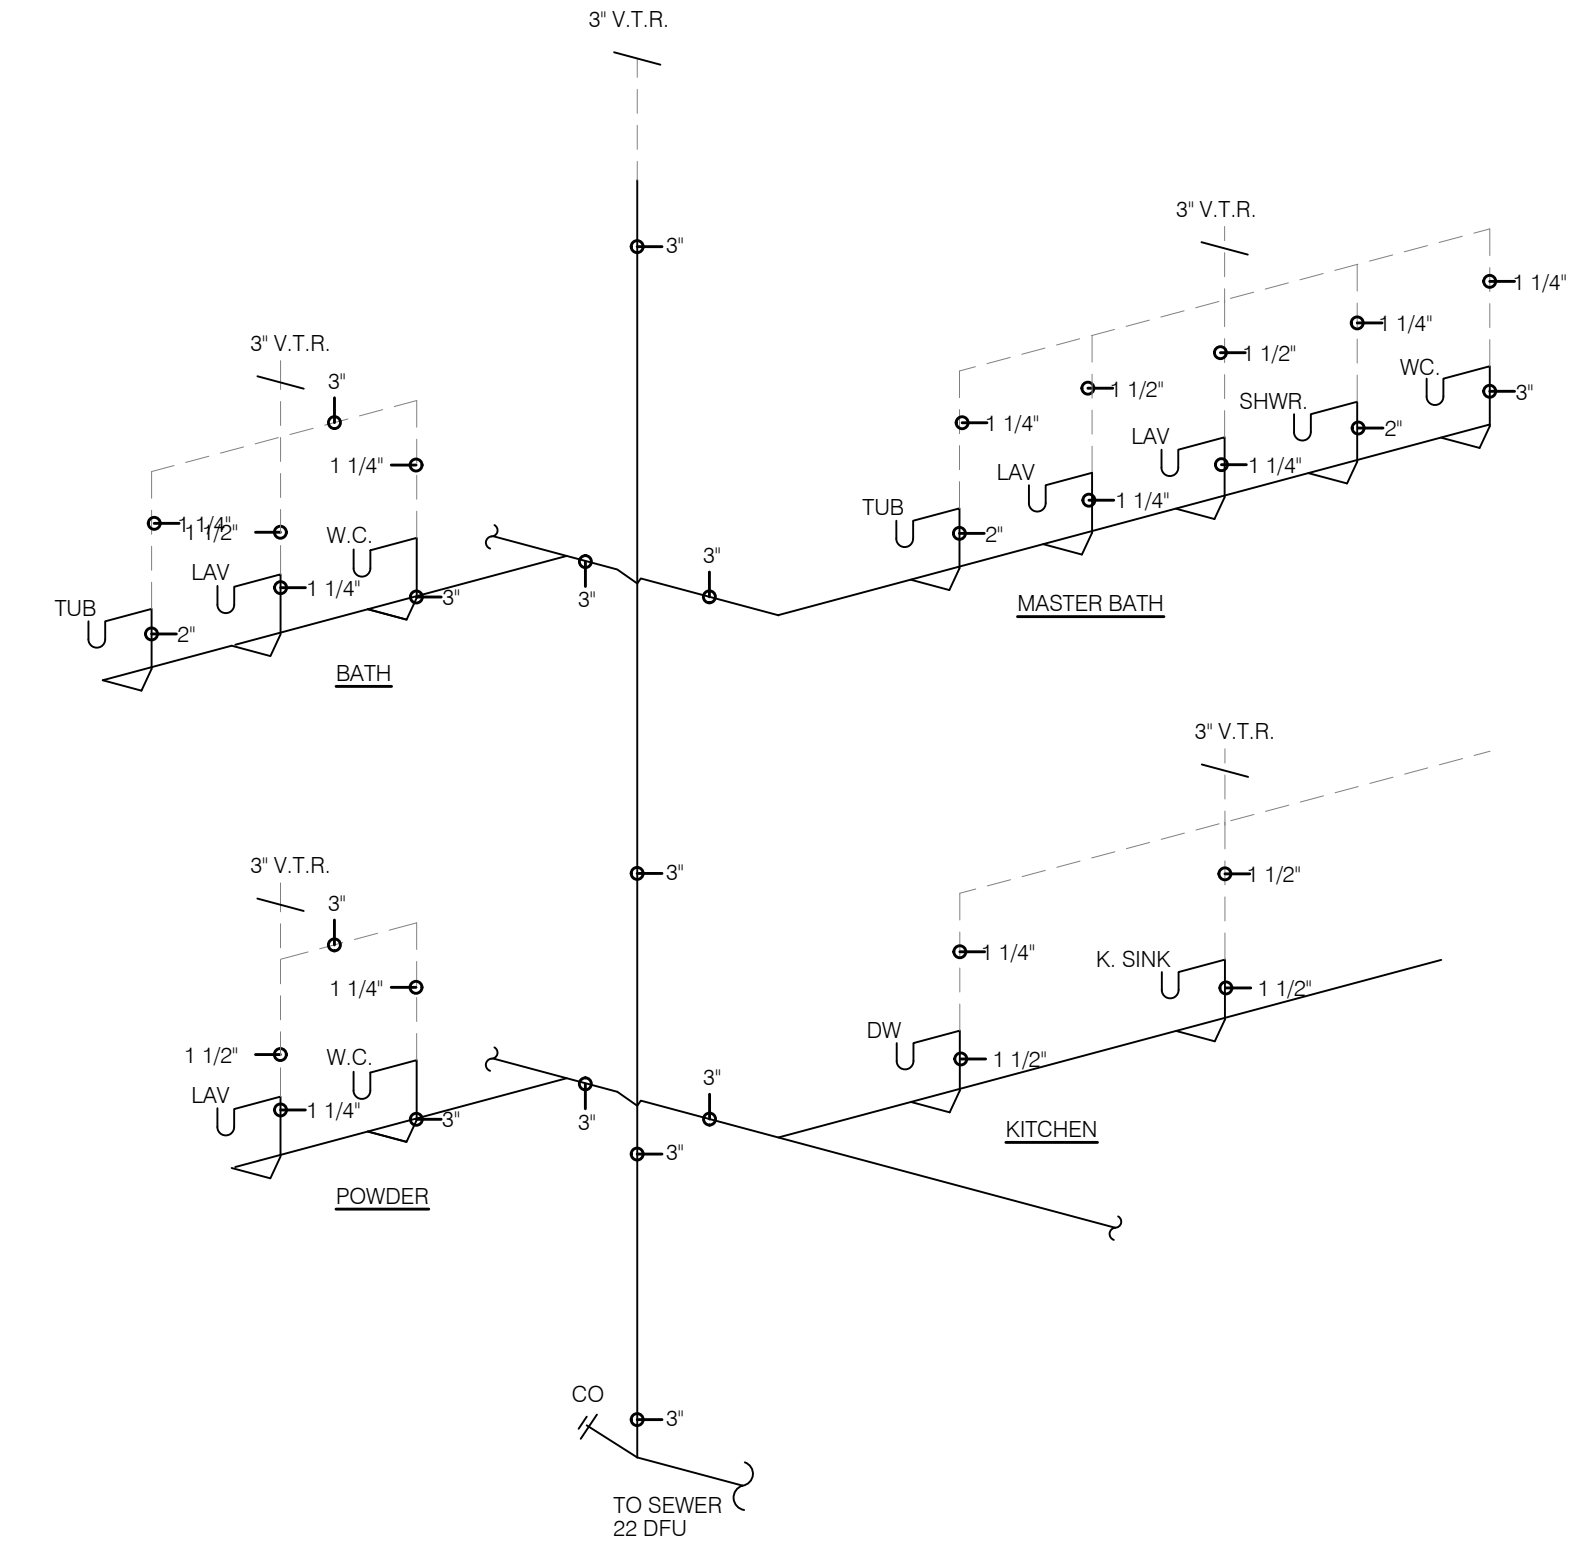 3" V.T.R.
3"
3" V.T.R.
1 1/4"
1 1/4"
1 1/2"
1 1/2"
1 1/4"
WC.
3"
SHWR.
2"
LAV
1 1/4"
LAV
1 1/4"
TUB
2"
MASTER BATH
3" V.T.R.
3"
1 1/4"
1 1/4"
1 1/2"
W.C.
3"
LAV
1 1/4"
TUB
2"
BATH
3"
3"
3" V.T.R.
1 1/2"
1 1/4"
K. SINK
1 1/2"
DW
1 1/2"
KITCHEN
3"
3" V.T.R.
3"
1 1/4"
1 1/2"
W.C.
3"
LAV
1 1/4"
POWDER
3"
3"
3"
CO
3"
TO SEWER
22 DFU